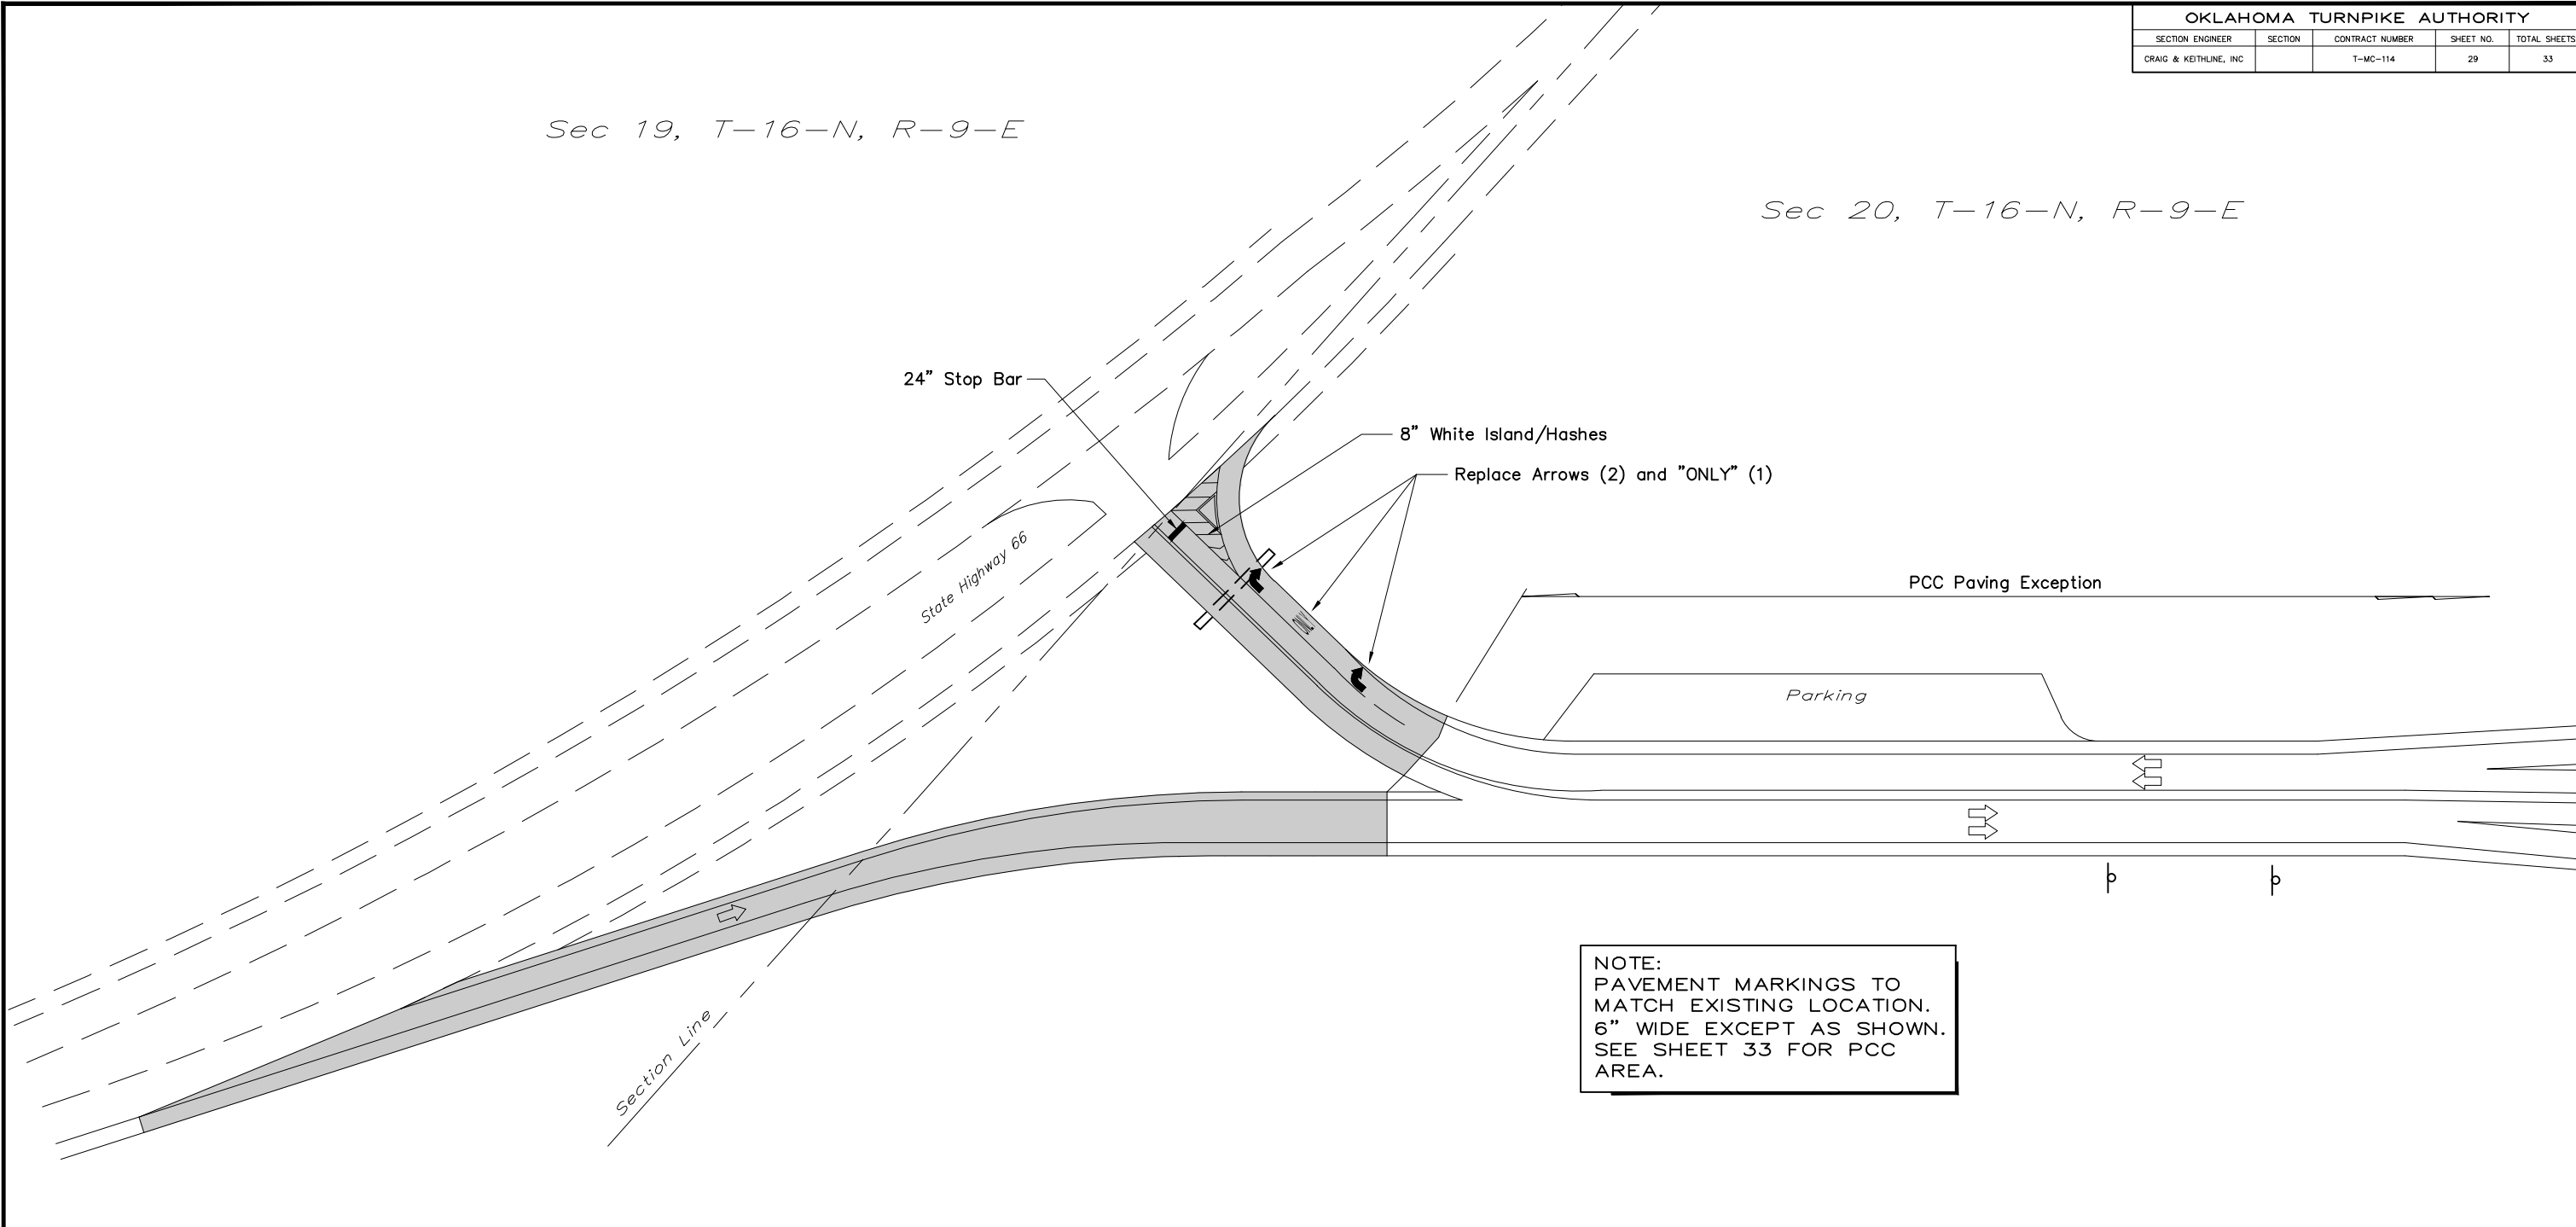 OKLAHOMA TURNPIKE AUTHORITY
SECTION ENGINEER SECTION CONTRACT NUMBER SHEET NO. TOTAL SHEETS
CRAIG & KEITHLINE, INC T-MC-114 29 33
Sec 19, T-16-N, R-9-E
Sec 20, T-16-N, R-9-E
24" Stop Bar
8" White Island/Hashes
Replace Arrows (2) and "ONLY" (1)
State Highway 66
PCC Paving Exception
Parking
Section Line
NOTE:
PAVEMENT MARKINGS TO
MATCH EXISTING LOCATION.
6" WIDE EXCEPT AS SHOWN.
SEE SHEET 33 FOR PCC
AREA.